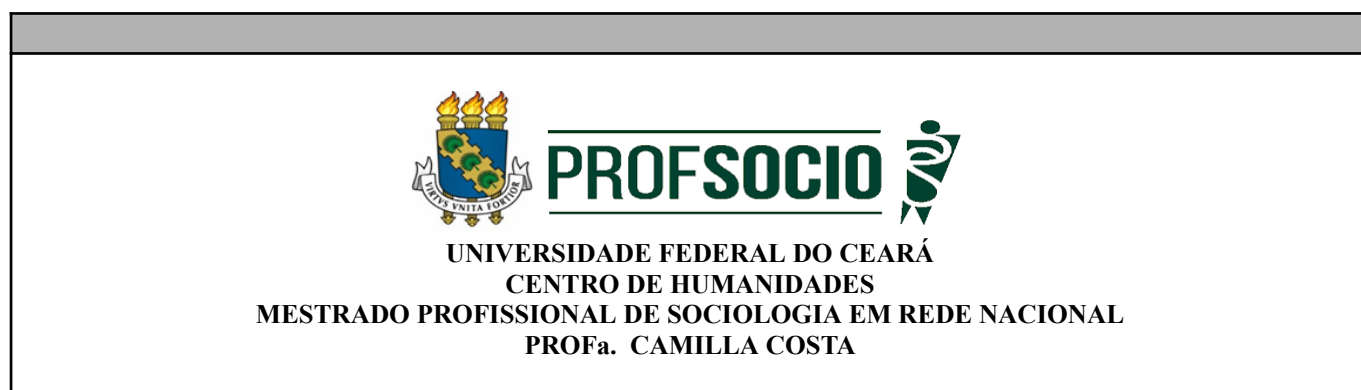 PROFSOCIO
VIRTVS VNITA FORTIOR
UNIVERSIDADE FEDERAL DO CEARÁ
CENTRO DE HUMANIDADES
MESTRADO PROFISSIONAL DE SOCIOLOGIA EM REDE NACIONAL
PROFa. CAMILLA COSTA